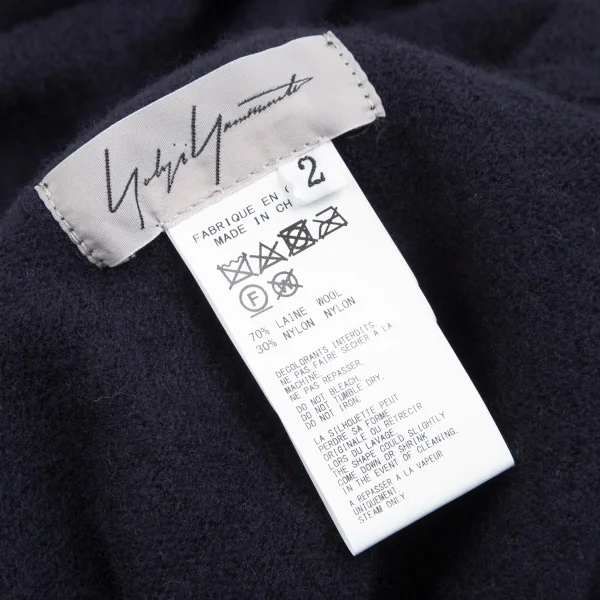 Yohji Yamamoto
2
FABRIQUE EN C
MADE IN CH
F
W
70% LAINE WOOL
30% NYLON NYLON
DECOLORANTS INTERDITS.
NE PAS FAIRE SÉCHER A LA
MACHINE.
NE PAS REPASSER.
DO NOT BLEACH.
DO NOT TUMBLE DRY.
DO NOT IRON.
LA SILHOUETTE PEUT
PERDRE SA FORME
ORIGINALE OU RETRECIR
LORS DU LAVAGE.
THE SHAPE COULD SLIGHTLY
COME DOWN OR SHRINK
IN THE EVENT OF CLEANING.
A REPASSER A LA VAPEUR
UNIQUEMENT.
STEAM ONLY.